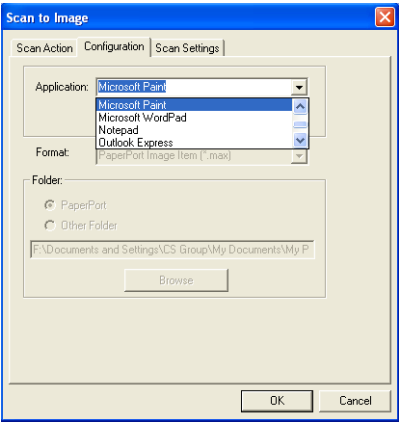 Scan to Image
Scan Action Configuration Scan Settings
Application: Microsoft Paint
Microsoft Paint
Microsoft WordPad
Notepad
Outlook Express
Format: PaperPort Image Item (*.max)
Folder:
PaperPort
Other Folder
F:\Documents and Settings\CS Group\My Documents\My P
Browse
OK Cancel